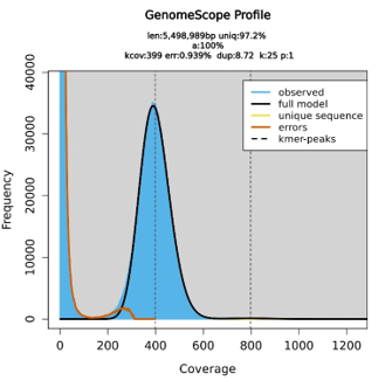 GenomeScope Profile
len:5,498,989bp uniq:97.2%
a:100%
kcov:399 err:0.939% dup:8.72 k:25 p:1
observed
full model
unique sequence
errors
kmer-peaks
Frequency
40000
30000
20000
10000
0
0 200 400 600 800 1000 1200
Coverage